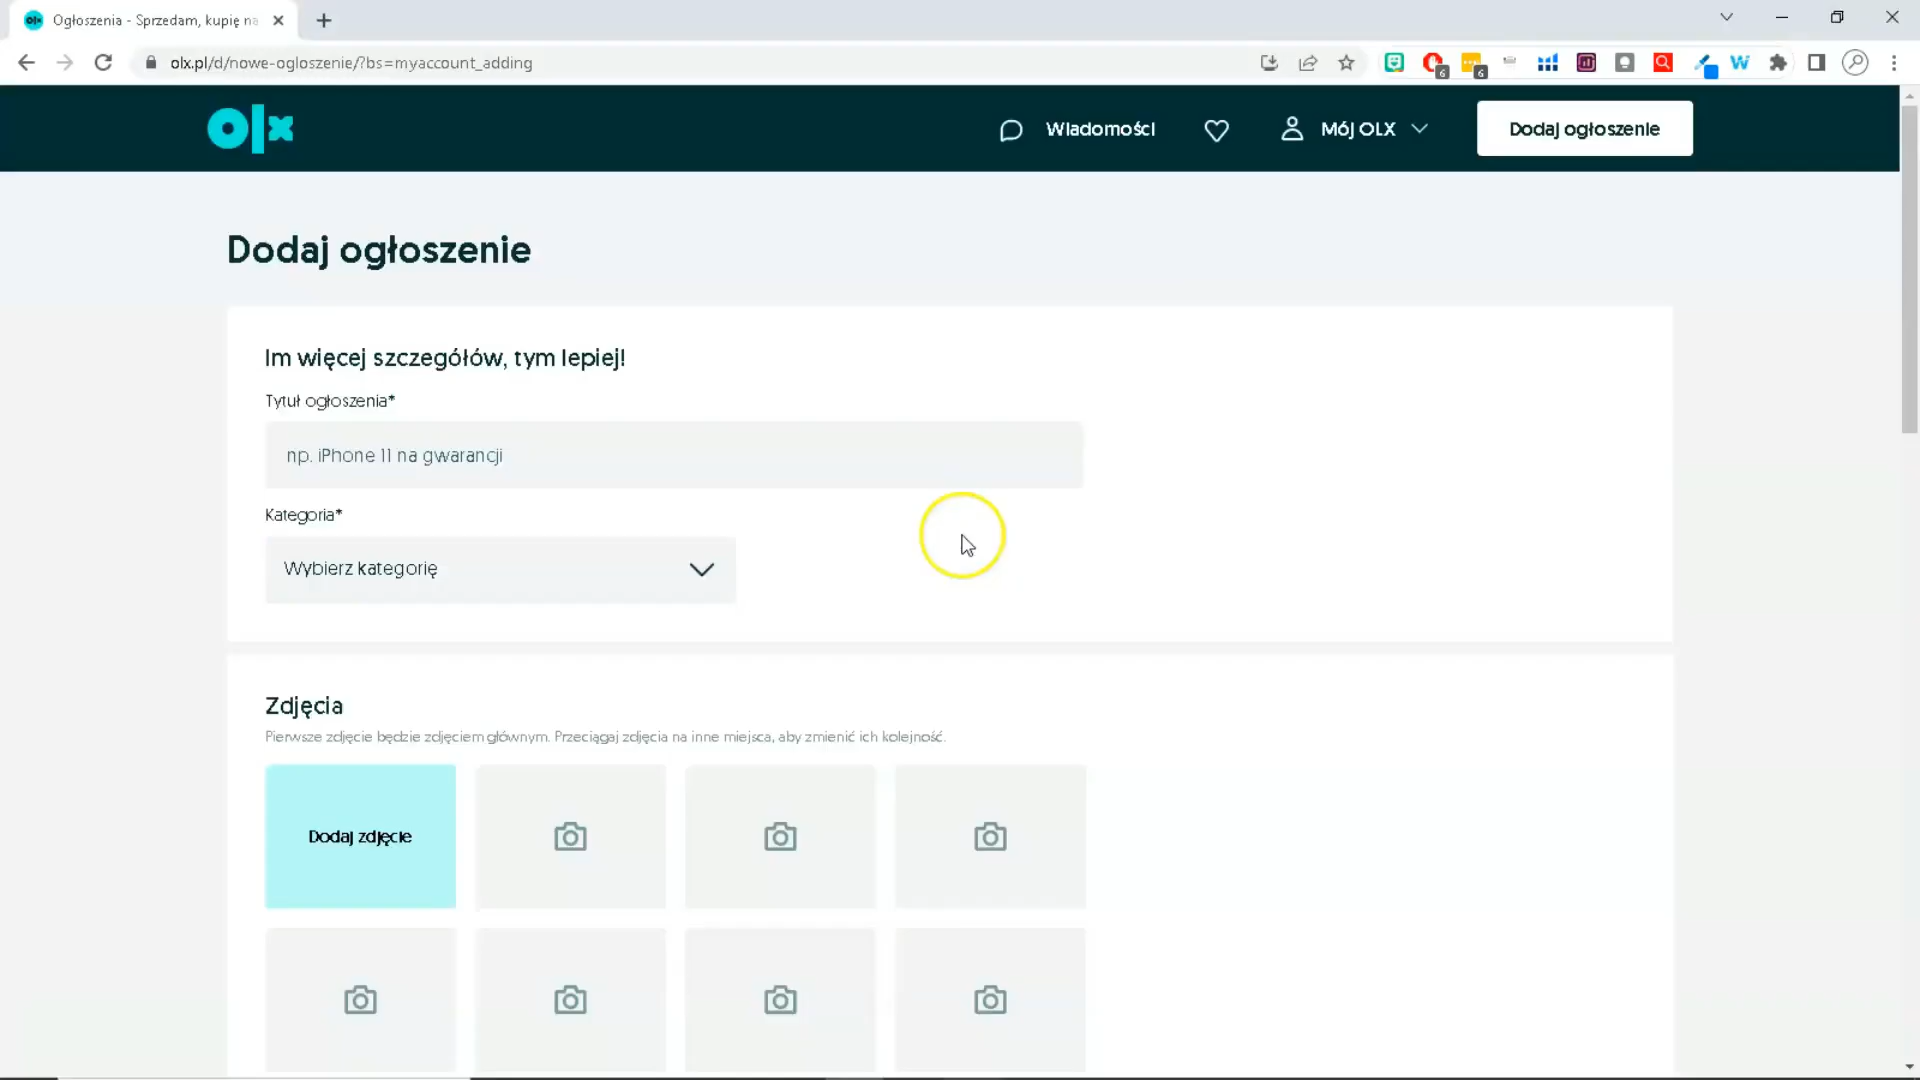 Ogłoszenia - Sprzedam, kupię na
olx.pl/d/nowe-ogloszenie/?bs=myaccount_adding
6
6
W
olx
Wiadomości
Mój OLX
Dodaj ogłoszenie
Dodaj ogłoszenie
Im więcej szczegółów, tym lepiej!
Tytuł ogłoszenia*
np. iPhone 11 na gwarancji
Kategoria*
Wybierz kategorię
Zdjęcia
Pierwsze zdjęcie będzie zdjęciem głównym. Przeciągaj zdjęcia na inne miejsca, aby zmienić ich kolejność.
Dodaj zdjęcie